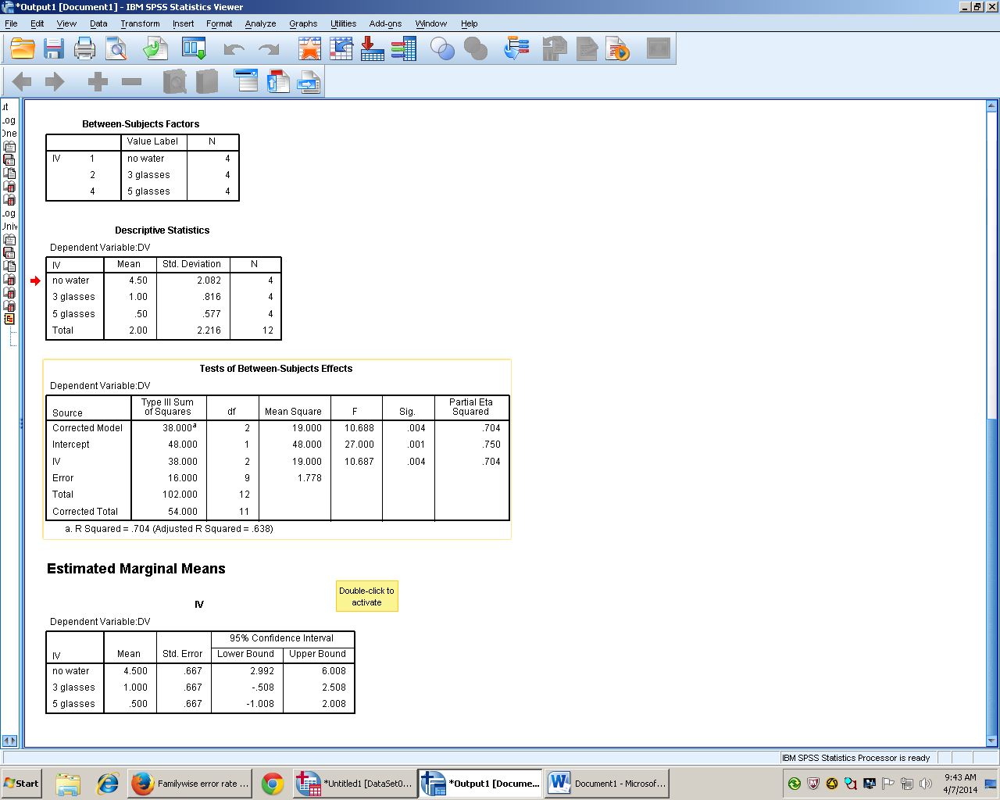 *Output1 [Document1] - IBM SPSS Statistics Viewer
File Edit View Data Transform Insert Format Analyze Graphs Utilities Add-ons Window Help
Between-Subjects Factors
Value Label N
IV 1 no water 4
2 3 glasses 4
4 5 glasses 4
Descriptive Statistics
Dependent Variable:DV
IV Mean Std. Deviation N
no water 4.50 2.082 4
3 glasses 1.00 .816 4
5 glasses .50 .577 4
Total 2.00 2.216 12
Tests of Between-Subjects Effects
Dependent Variable:DV
Source Type III Sum of Squares df Mean Square F Sig. Partial Eta Squared
Corrected Model 38.000a 2 19.000 10.688 .004 .704
Intercept 48.000 1 48.000 27.000 .001 .750
IV 38.000 2 19.000 10.687 .004 .704
Error 16.000 9 1.778
Total 102.000 12
Corrected Total 54.000 11
a. R Squared = .704 (Adjusted R Squared = .638)
Estimated Marginal Means
Double-click to
activate
IV
Dependent Variable:DV
95% Confidence Interval
IV Mean Std. Error Lower Bound Upper Bound
no water 4.500 .667 2.992 6.008
3 glasses 1.000 .667 -.508 2.508
5 glasses .500 .667 -1.008 2.008
IBM SPSS Statistics Processor is ready
Start Familywise error rate ... *Untitled1 [DataSet0... *Output1 [Docume... Document1 - Microsof...
9:43 AM
4/7/2014